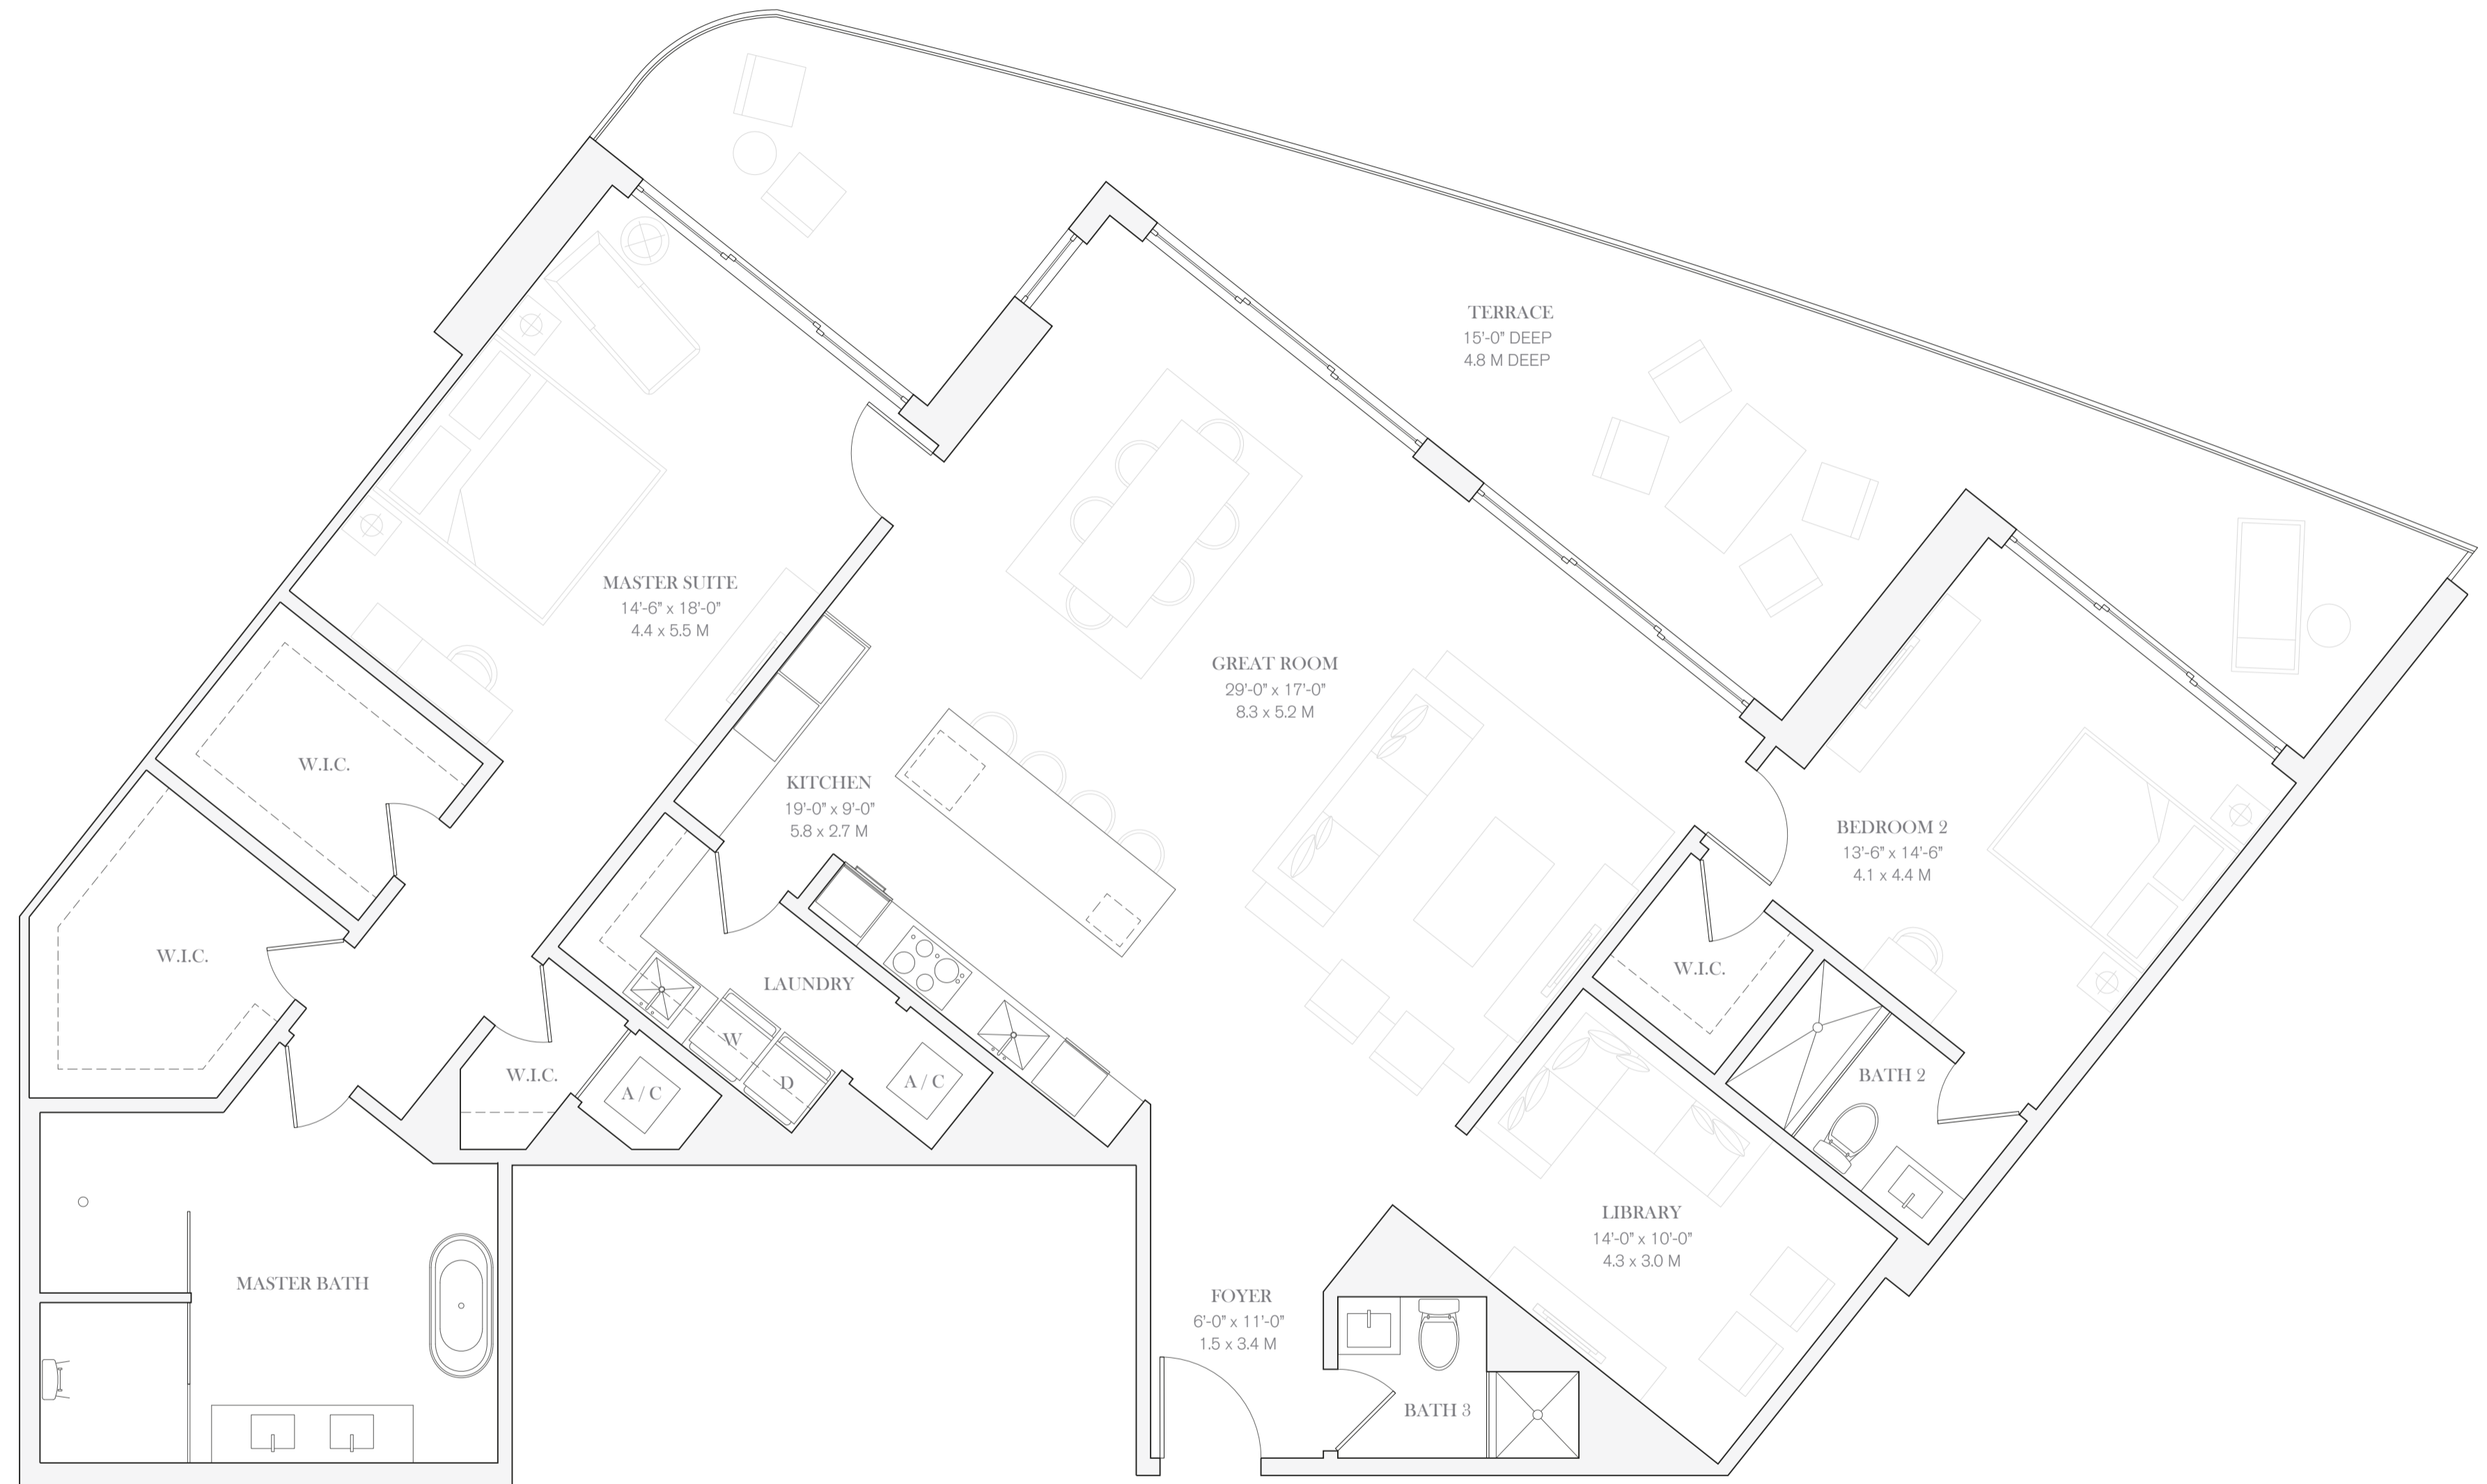 TERRACE
15'-0" DEEP
4.8 M DEEP
MASTER SUITE
14'-6" x 18'-0"
4.4 x 5.5 M
GREAT ROOM
29'-0" x 17'-0"
8.3 x 5.2 M
W.I.C.
KITCHEN
19'-0" x 9'-0"
5.8 x 2.7 M
BEDROOM 2
13'-6" x 14'-6"
4.1 x 4.4 M
W.I.C.
LAUNDRY
W.I.C.
W
D
W.I.C.
A / C
A / C
BATH 2
LIBRARY
14'-0" x 10'-0"
4.3 x 3.0 M
MASTER BATH
FOYER
6'-0" x 11'-0"
1.5 x 3.4 M
BATH 3